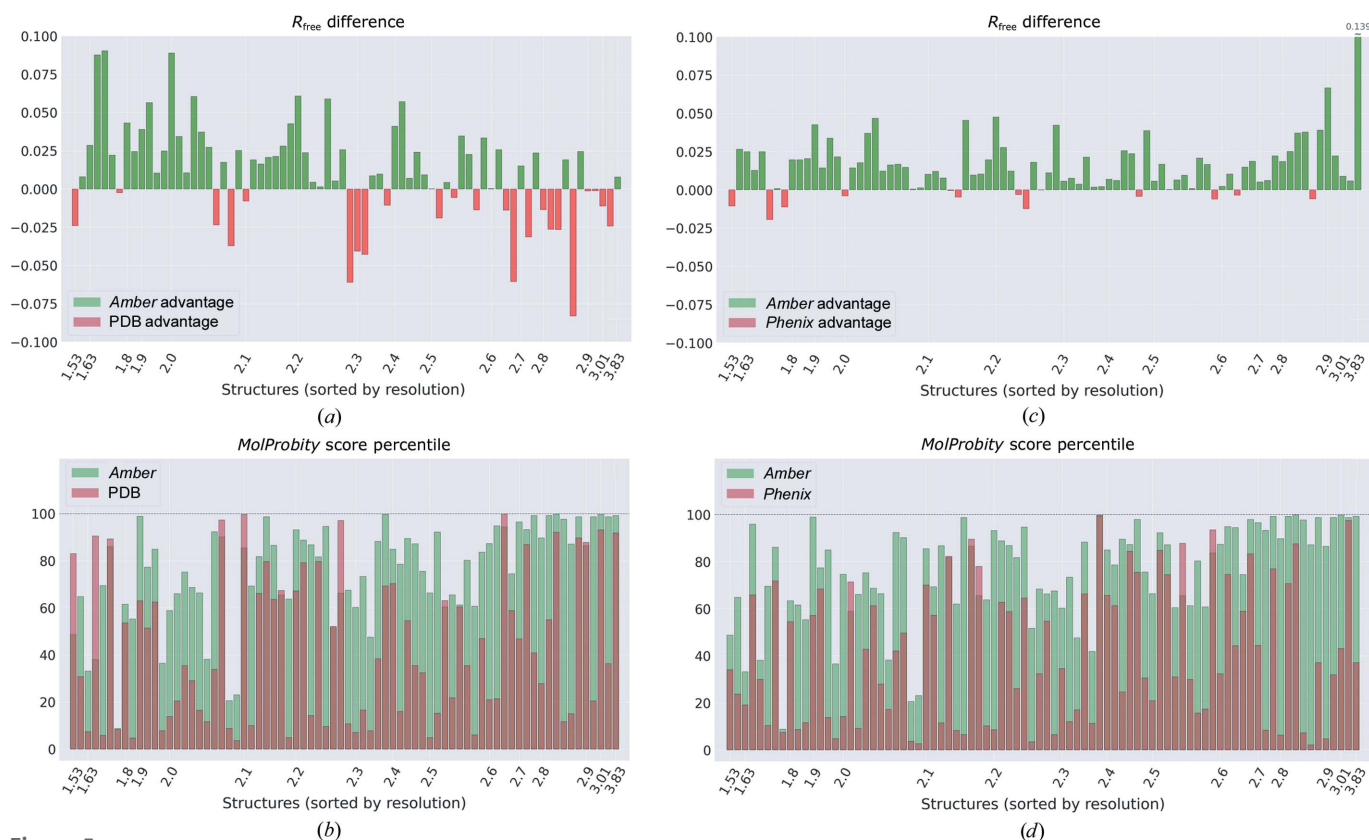 R_free difference
0.100
0.075
0.050
0.025
0.000
−0.025
−0.050
−0.075
−0.100
Amber advantage
PDB advantage
1.53 1.63 1.8 1.9 2.0 2.1 2.2 2.3 2.4 2.5 2.6 2.7 2.8 2.9 3.01 3.83
Structures (sorted by resolution)
(a)
R_free difference
0.139
0.100
0.075
0.050
0.025
0.000
−0.025
−0.050
−0.075
−0.100
Amber advantage
Phenix advantage
1.53 1.63 1.8 1.9 2.0 2.1 2.2 2.3 2.4 2.5 2.6 2.7 2.8 2.9 3.01 3.83
Structures (sorted by resolution)
(c)
MolProbity score percentile
Amber
PDB
100
80
60
40
20
0
1.53 1.63 1.8 1.9 2.0 2.1 2.2 2.3 2.4 2.5 2.6 2.7 2.8 2.9 3.01 3.83
Structures (sorted by resolution)
(b)
MolProbity score percentile
Amber
Phenix
100
80
60
40
20
0
1.53 1.63 1.8 1.9 2.0 2.1 2.2 2.3 2.4 2.5 2.6 2.7 2.8 2.9 3.01 3.83
Structures (sorted by resolution)
(d)